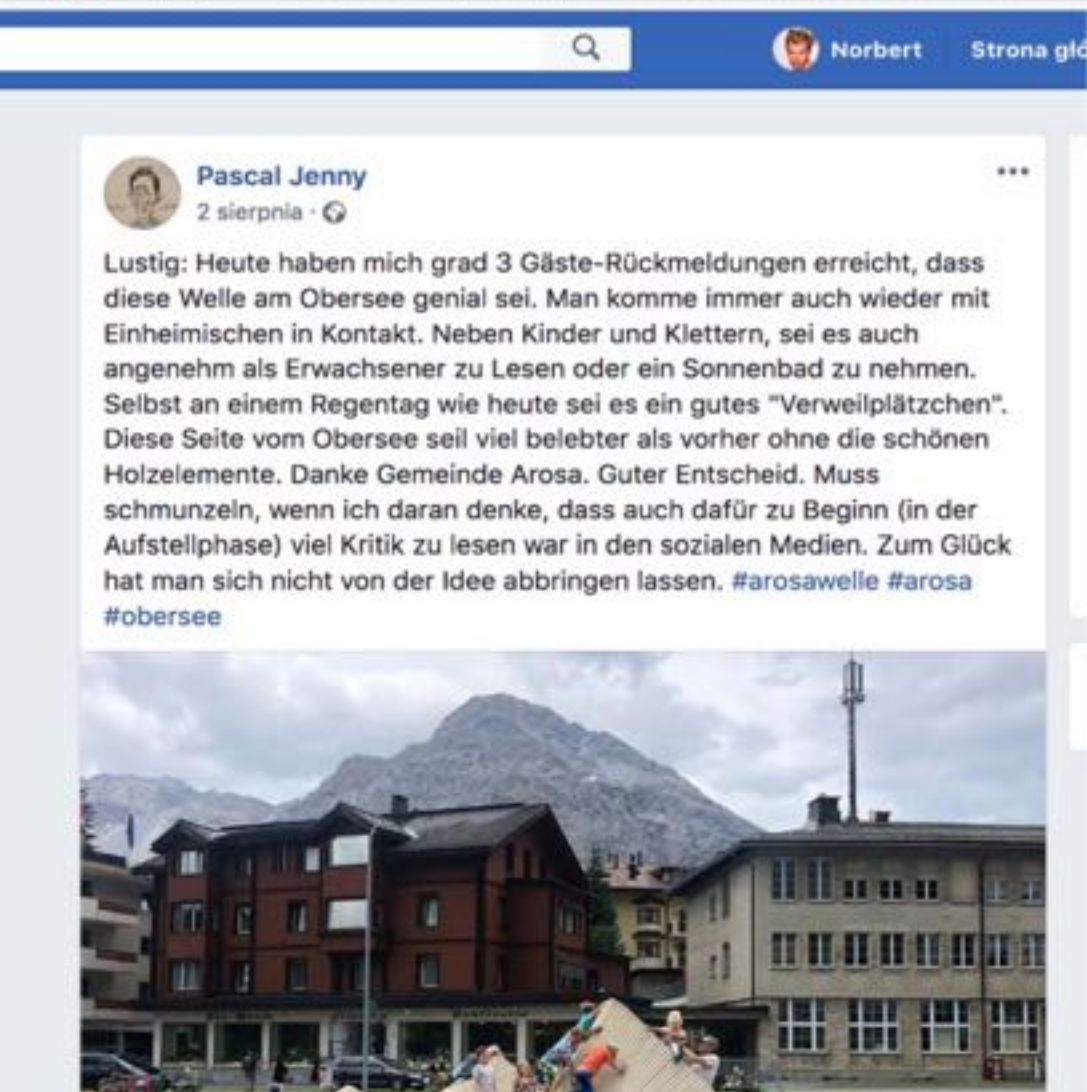 Norbert
Strona głó
Pascal Jenny
2 sierpnia ·
Lustig: Heute haben mich grad 3 Gäste-Rückmeldungen erreicht, dass
diese Welle am Obersee genial sei. Man komme immer auch wieder mit
Einheimischen in Kontakt. Neben Kinder und Klettern, sei es auch
angenehm als Erwachsener zu Lesen oder ein Sonnenbad zu nehmen.
Selbst an einem Regentag wie heute sei es ein gutes "Verweilplätzchen".
Diese Seite vom Obersee seil viel belebter als vorher ohne die schönen
Holzelemente. Danke Gemeinde Arosa. Guter Entscheid. Muss
schmunzeln, wenn ich daran denke, dass auch dafür zu Beginn (in der
Aufstellphase) viel Kritik zu lesen war in den sozialen Medien. Zum Glück
hat man sich nicht von der Idee abbringen lassen. #arosawelle #arosa
#obersee